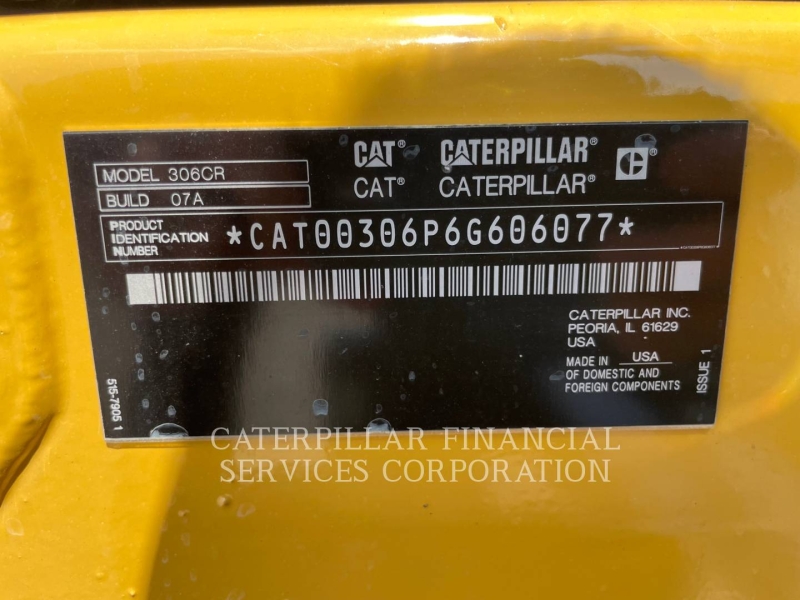 CAT® CATERPILLAR®
CAT® CATERPILLAR®
MODEL 306CR
BUILD 07A
PRODUCT
IDENTIFICATION
NUMBER
*CAT00306P6G606077*
CATERPILLAR INC.
PEORIA, IL 61629
USA
MADE IN USA
OF DOMESTIC AND
FOREIGN COMPONENTS
ISSUE 1
515-7905 1
CATERPILLAR FINANCIAL
SERVICES CORPORATION